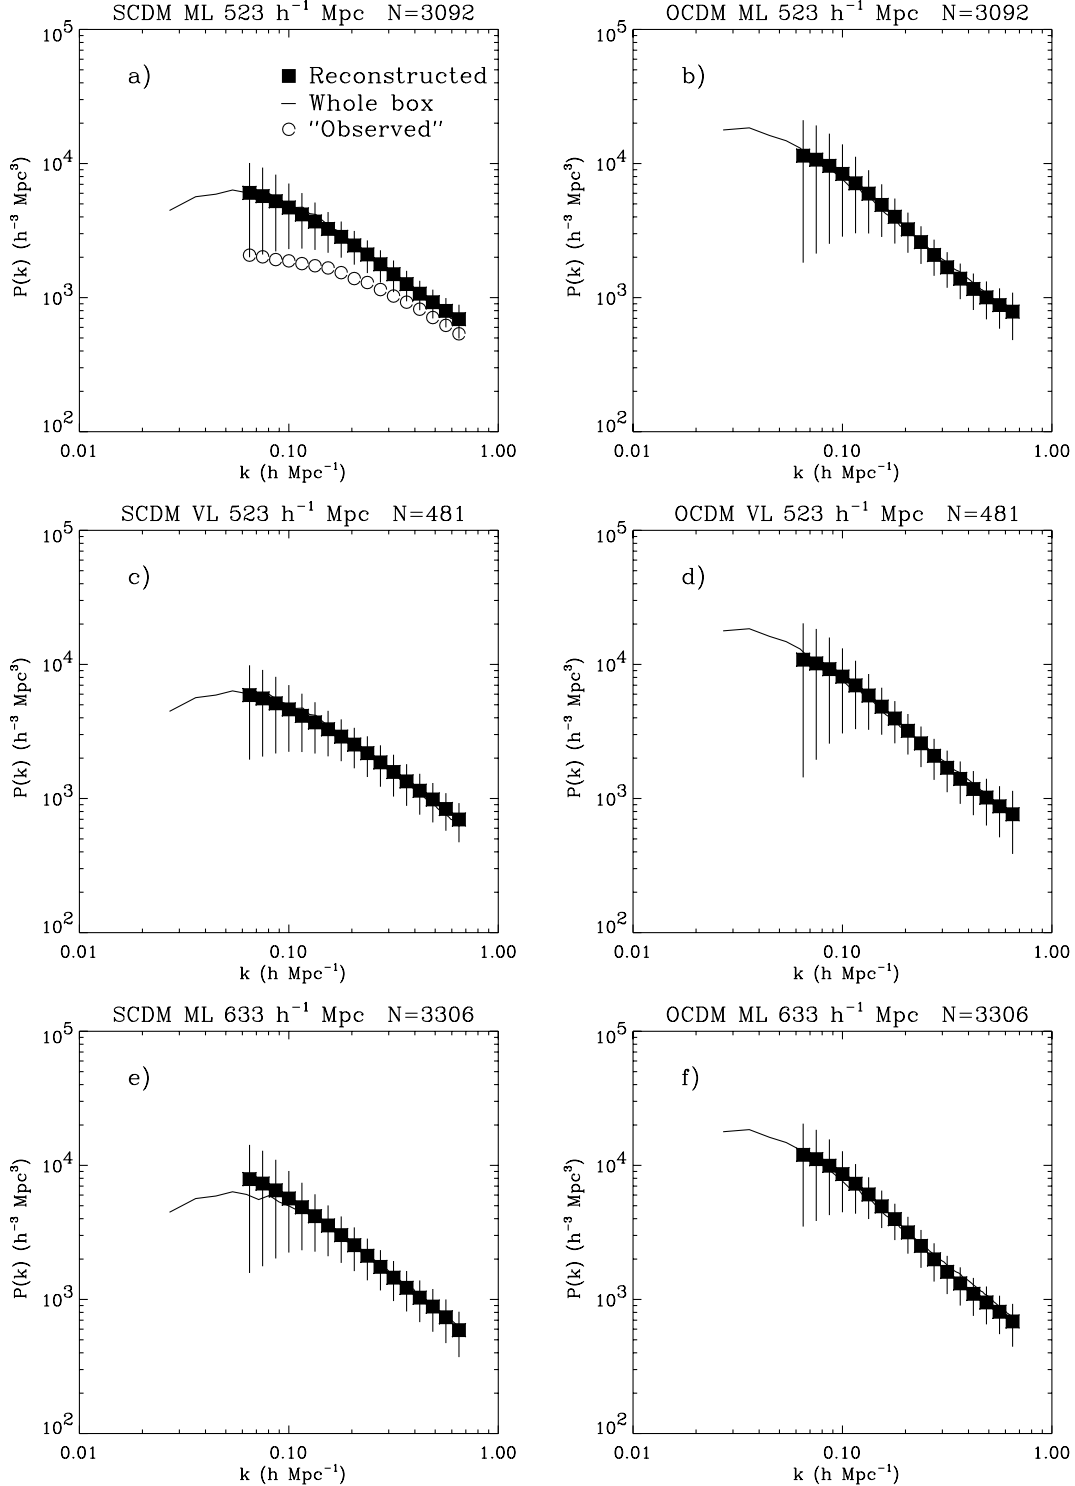 SCDM ML 523 h⁻¹ Mpc N=3092
10⁵
10⁴
10³
10²
P(k) (h⁻³ Mpc³)
a)
Reconstructed
Whole box
"Observed"
0.01 0.10 1.00
k (h Mpc⁻¹)
OCDM ML 523 h⁻¹ Mpc N=3092
10⁵
10⁴
10³
10²
P(k) (h⁻³ Mpc³)
b)
0.01 0.10 1.00
k (h Mpc⁻¹)
SCDM VL 523 h⁻¹ Mpc N=481
10⁵
10⁴
10³
10²
P(k) (h⁻³ Mpc³)
c)
0.01 0.10 1.00
k (h Mpc⁻¹)
OCDM VL 523 h⁻¹ Mpc N=481
10⁵
10⁴
10³
10²
P(k) (h⁻³ Mpc³)
d)
0.01 0.10 1.00
k (h Mpc⁻¹)
SCDM ML 633 h⁻¹ Mpc N=3306
10⁵
10⁴
10³
10²
P(k) (h⁻³ Mpc³)
e)
0.01 0.10 1.00
k (h Mpc⁻¹)
OCDM ML 633 h⁻¹ Mpc N=3306
10⁵
10⁴
10³
10²
P(k) (h⁻³ Mpc³)
f)
0.01 0.10 1.00
k (h Mpc⁻¹)